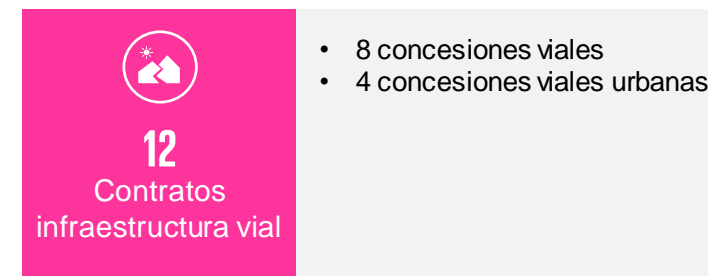 12
Contratos
infraestructura vial
• 8 concesiones viales
• 4 concesiones viales urbanas